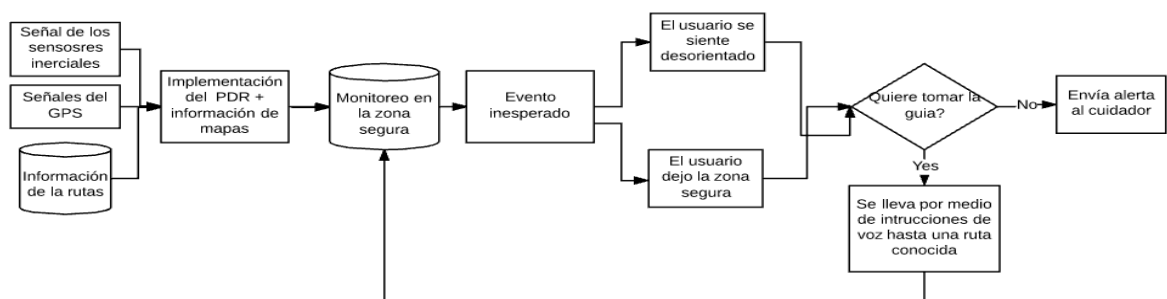 Señal de los
sensosres
inerciales
Señales del
GPS
Información
de la rutas
Implementación
del PDR +
información de
mapas
Monitoreo en
la zona
segura
Evento
inesperado
El usuario se
siente
desorientado
El usuario
dejo la zona
segura
Quiere tomar la
guia?
No
Envía alerta
al cuidador
Yes
Se lleva por medio
de intrucciones de
voz hasta una ruta
conocida